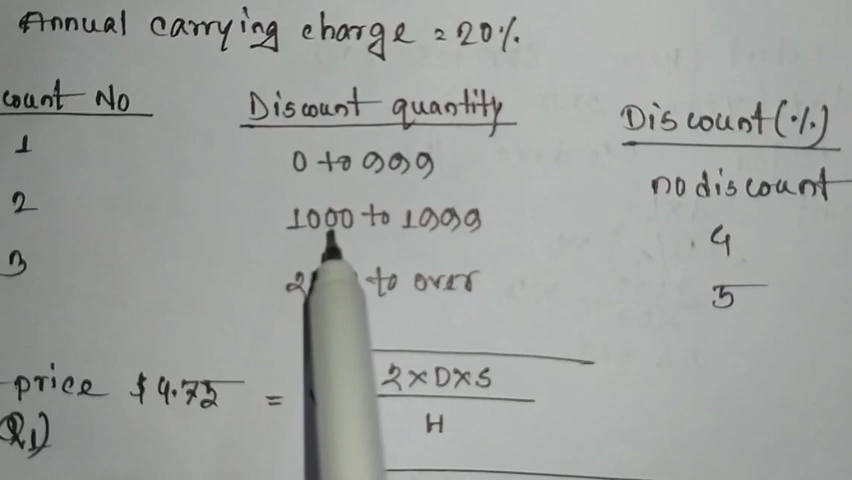 Annual carrying charge = 20%
count No Discount quantity Discount (%)
1 0 to 999 no discount
2 1000 to 1999 4
3 to over 5
price $4.75 = 2×D×S
Q1) H